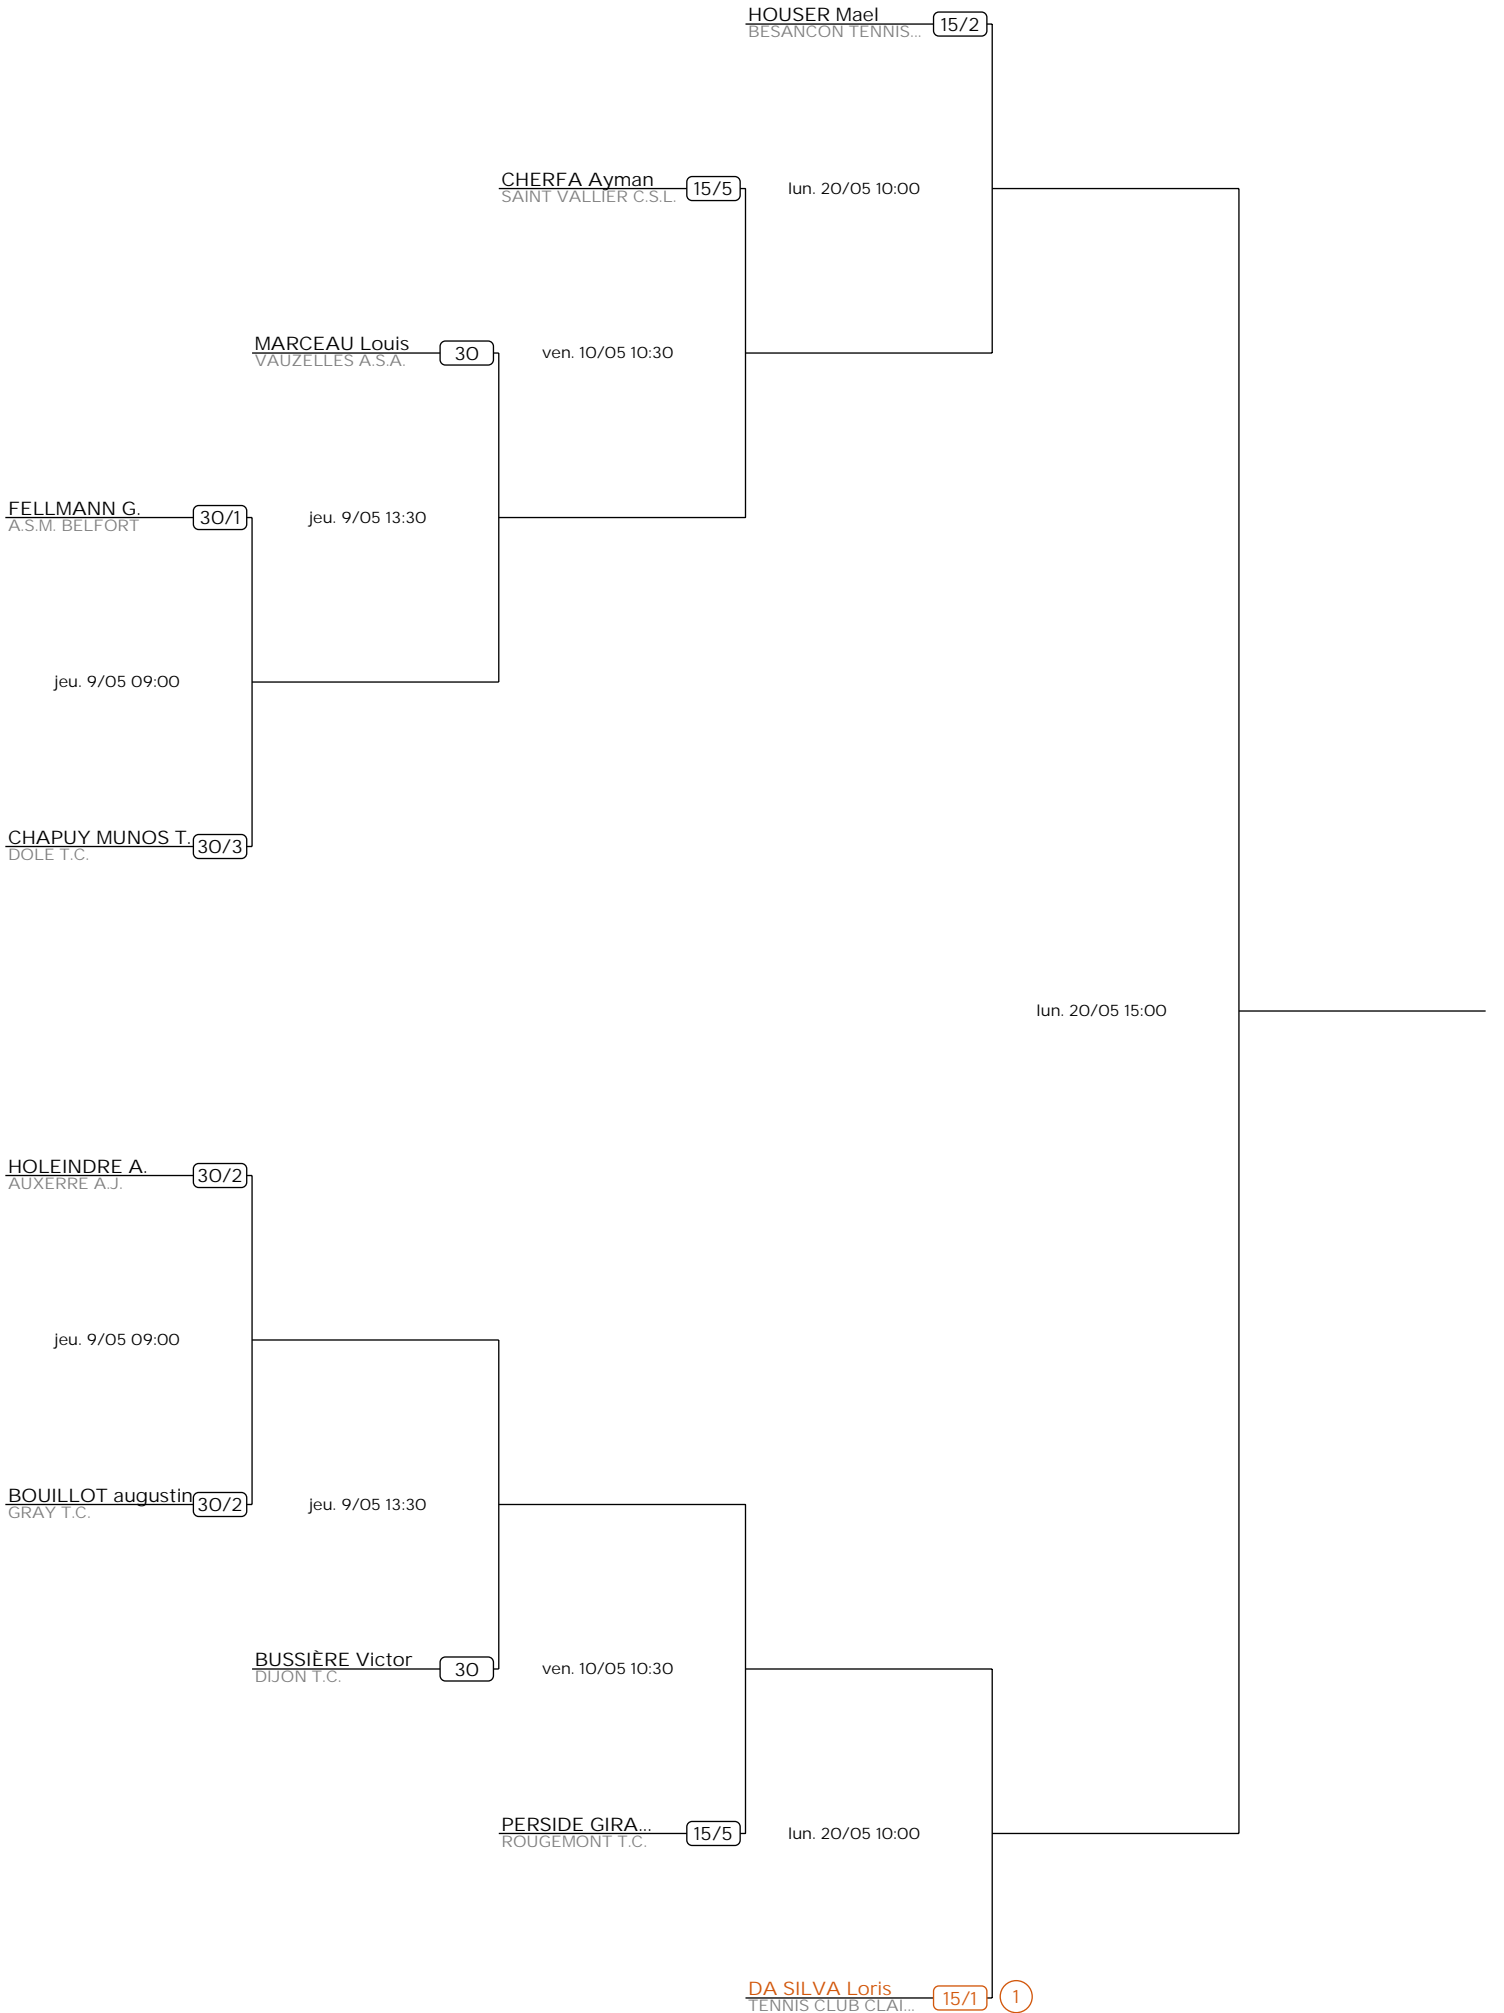 HOUSER Mael
BESANCON TENNIS...
15/2
CHERFA Ayman
SAINT VALLIER C.S.L.
15/5
lun. 20/05 10:00
MARCEAU Louis
VAUZELLES A.S.A.
30
ven. 10/05 10:30
FELLMANN G.
A.S.M. BELFORT
30/1
jeu. 9/05 13:30
jeu. 9/05 09:00
CHAPUY MUNOS T.
DOLE T.C.
30/3
lun. 20/05 15:00
HOLEINDRE A.
AUXERRE A.J.
30/2
jeu. 9/05 09:00
BOUILLOT augustin
GRAY T.C.
30/2
jeu. 9/05 13:30
BUSSIÈRE Victor
DIJON T.C.
30
ven. 10/05 10:30
PERSIDE GIRA...
ROUGEMONT T.C.
15/5
lun. 20/05 10:00
DA SILVA Loris
TENNIS CLUB CLAI...
15/1
1